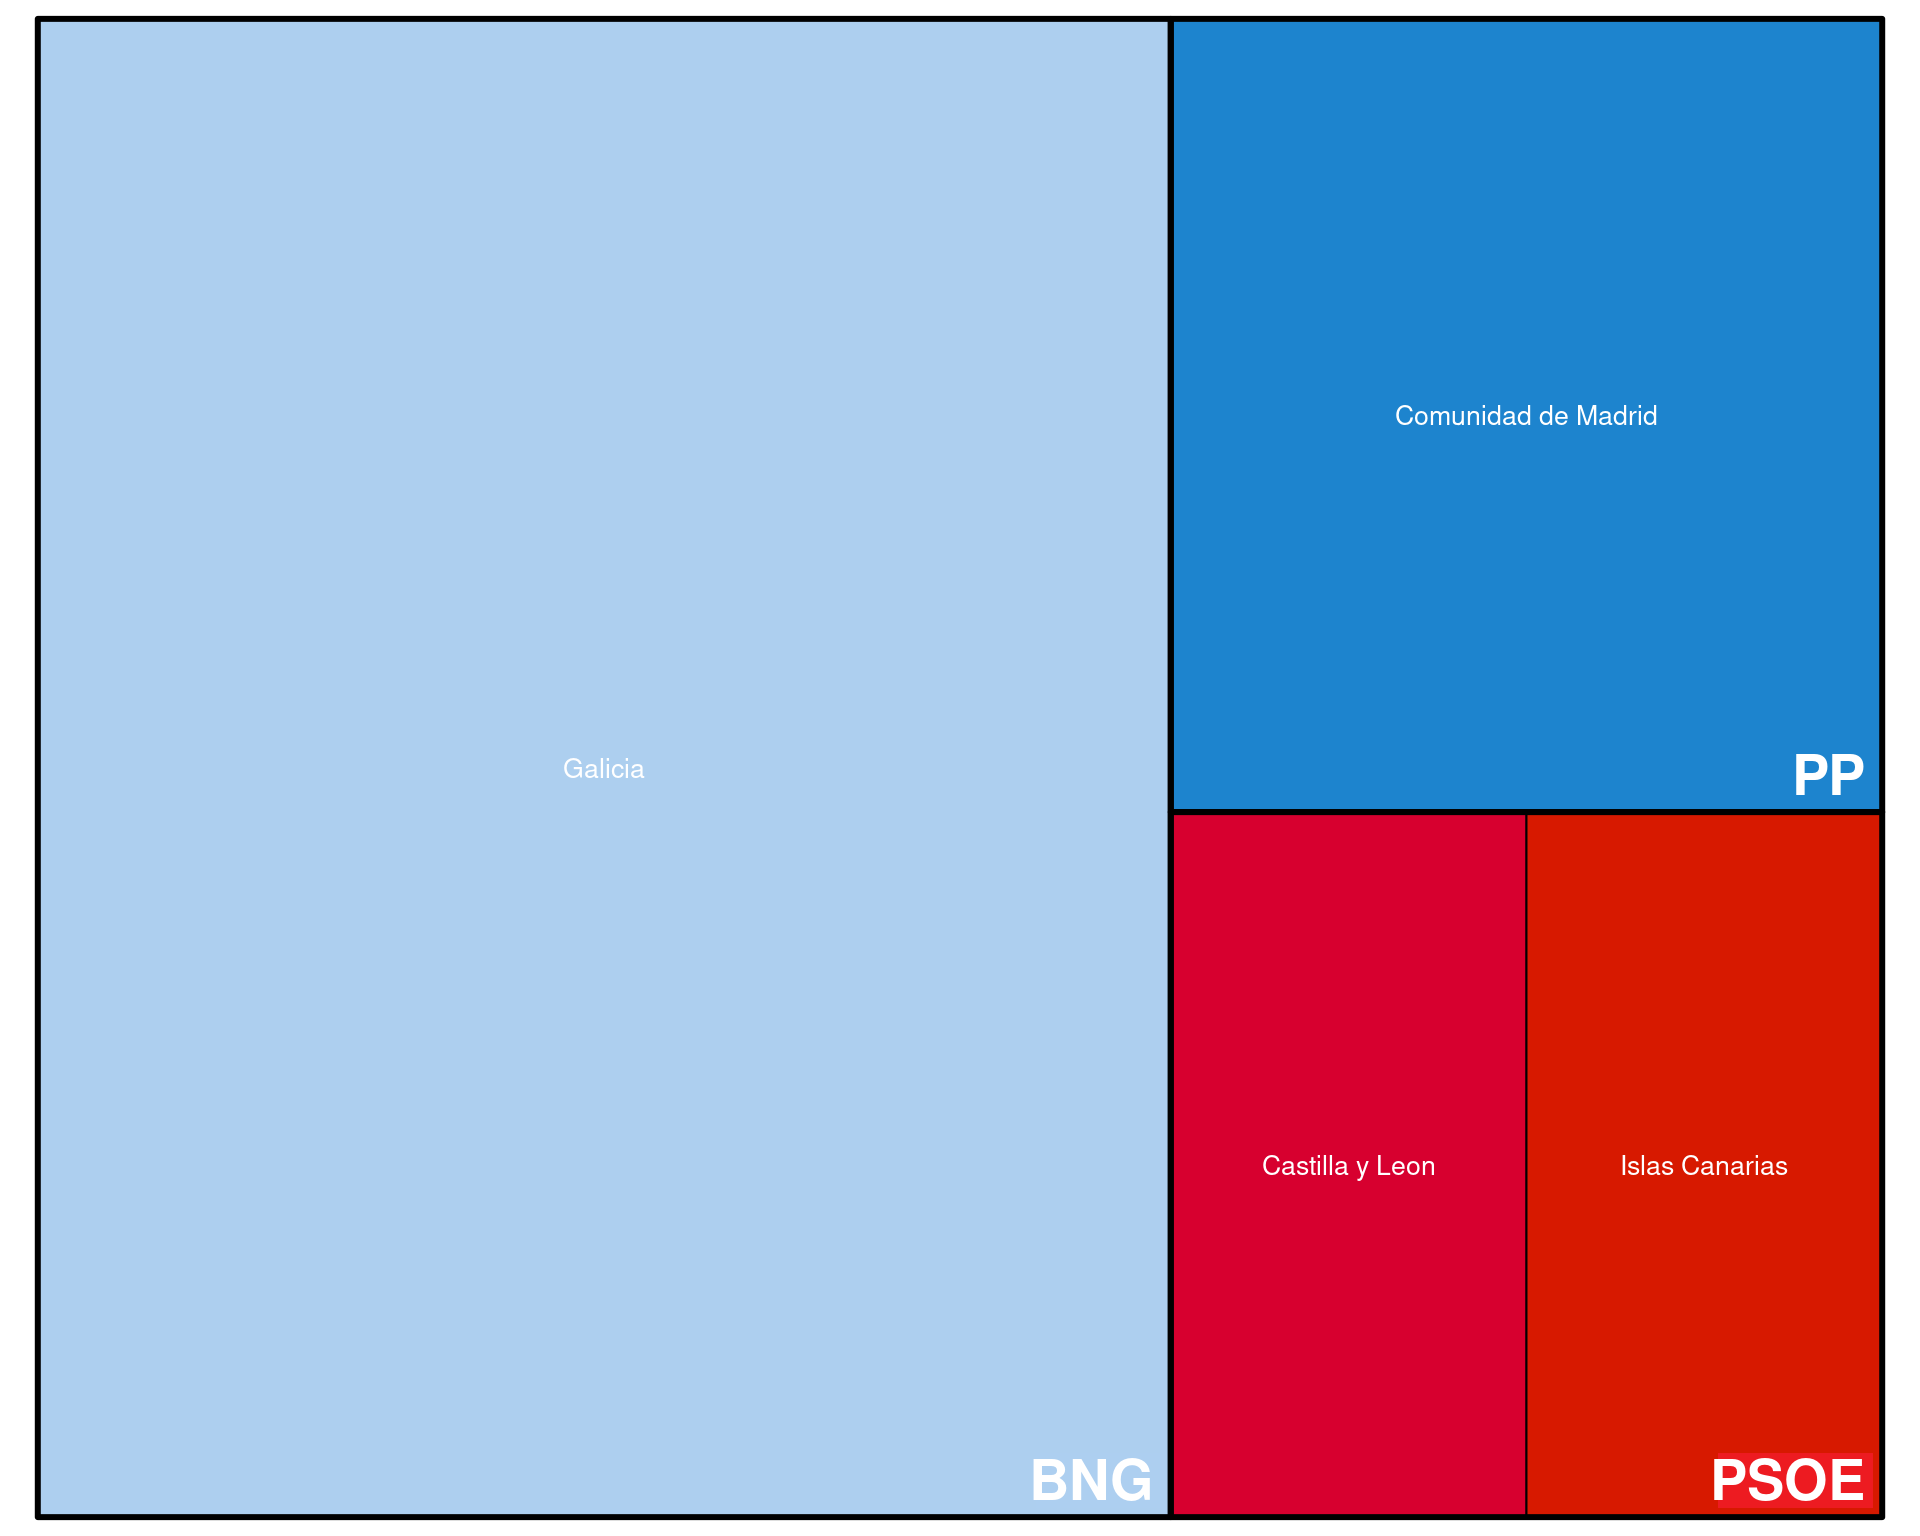 Galicia
BNG
Comunidad de Madrid
PP
Castilla y Leon
Islas Canarias
PSOE